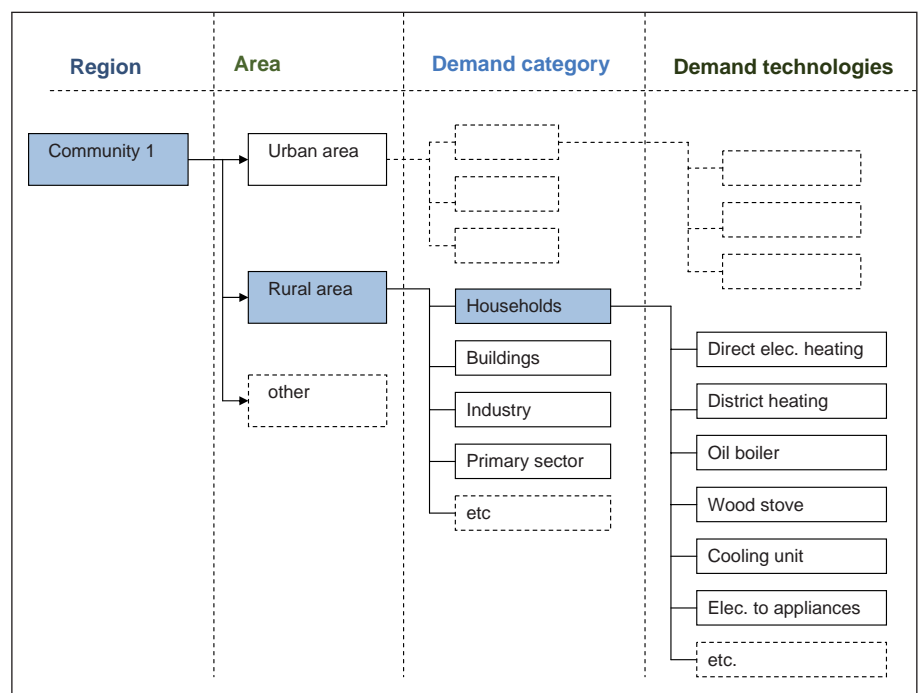 Region
Area
Demand category
Demand technologies
Community 1
Urban area
Rural area
other
Households
Buildings
Industry
Primary sector
etc
Direct elec. heating
District heating
Oil boiler
Wood stove
Cooling unit
Elec. to appliances
etc.